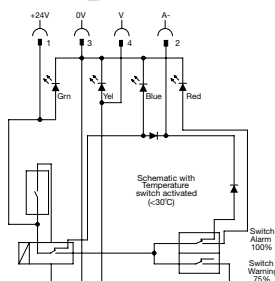 +24V 0V V A-
1 3 4 2
Grn Yel Blue Red
Schematic with
Temperature
switch activated
(<30°C)
Switch
Alarm
100%
Switch
Warning
75%